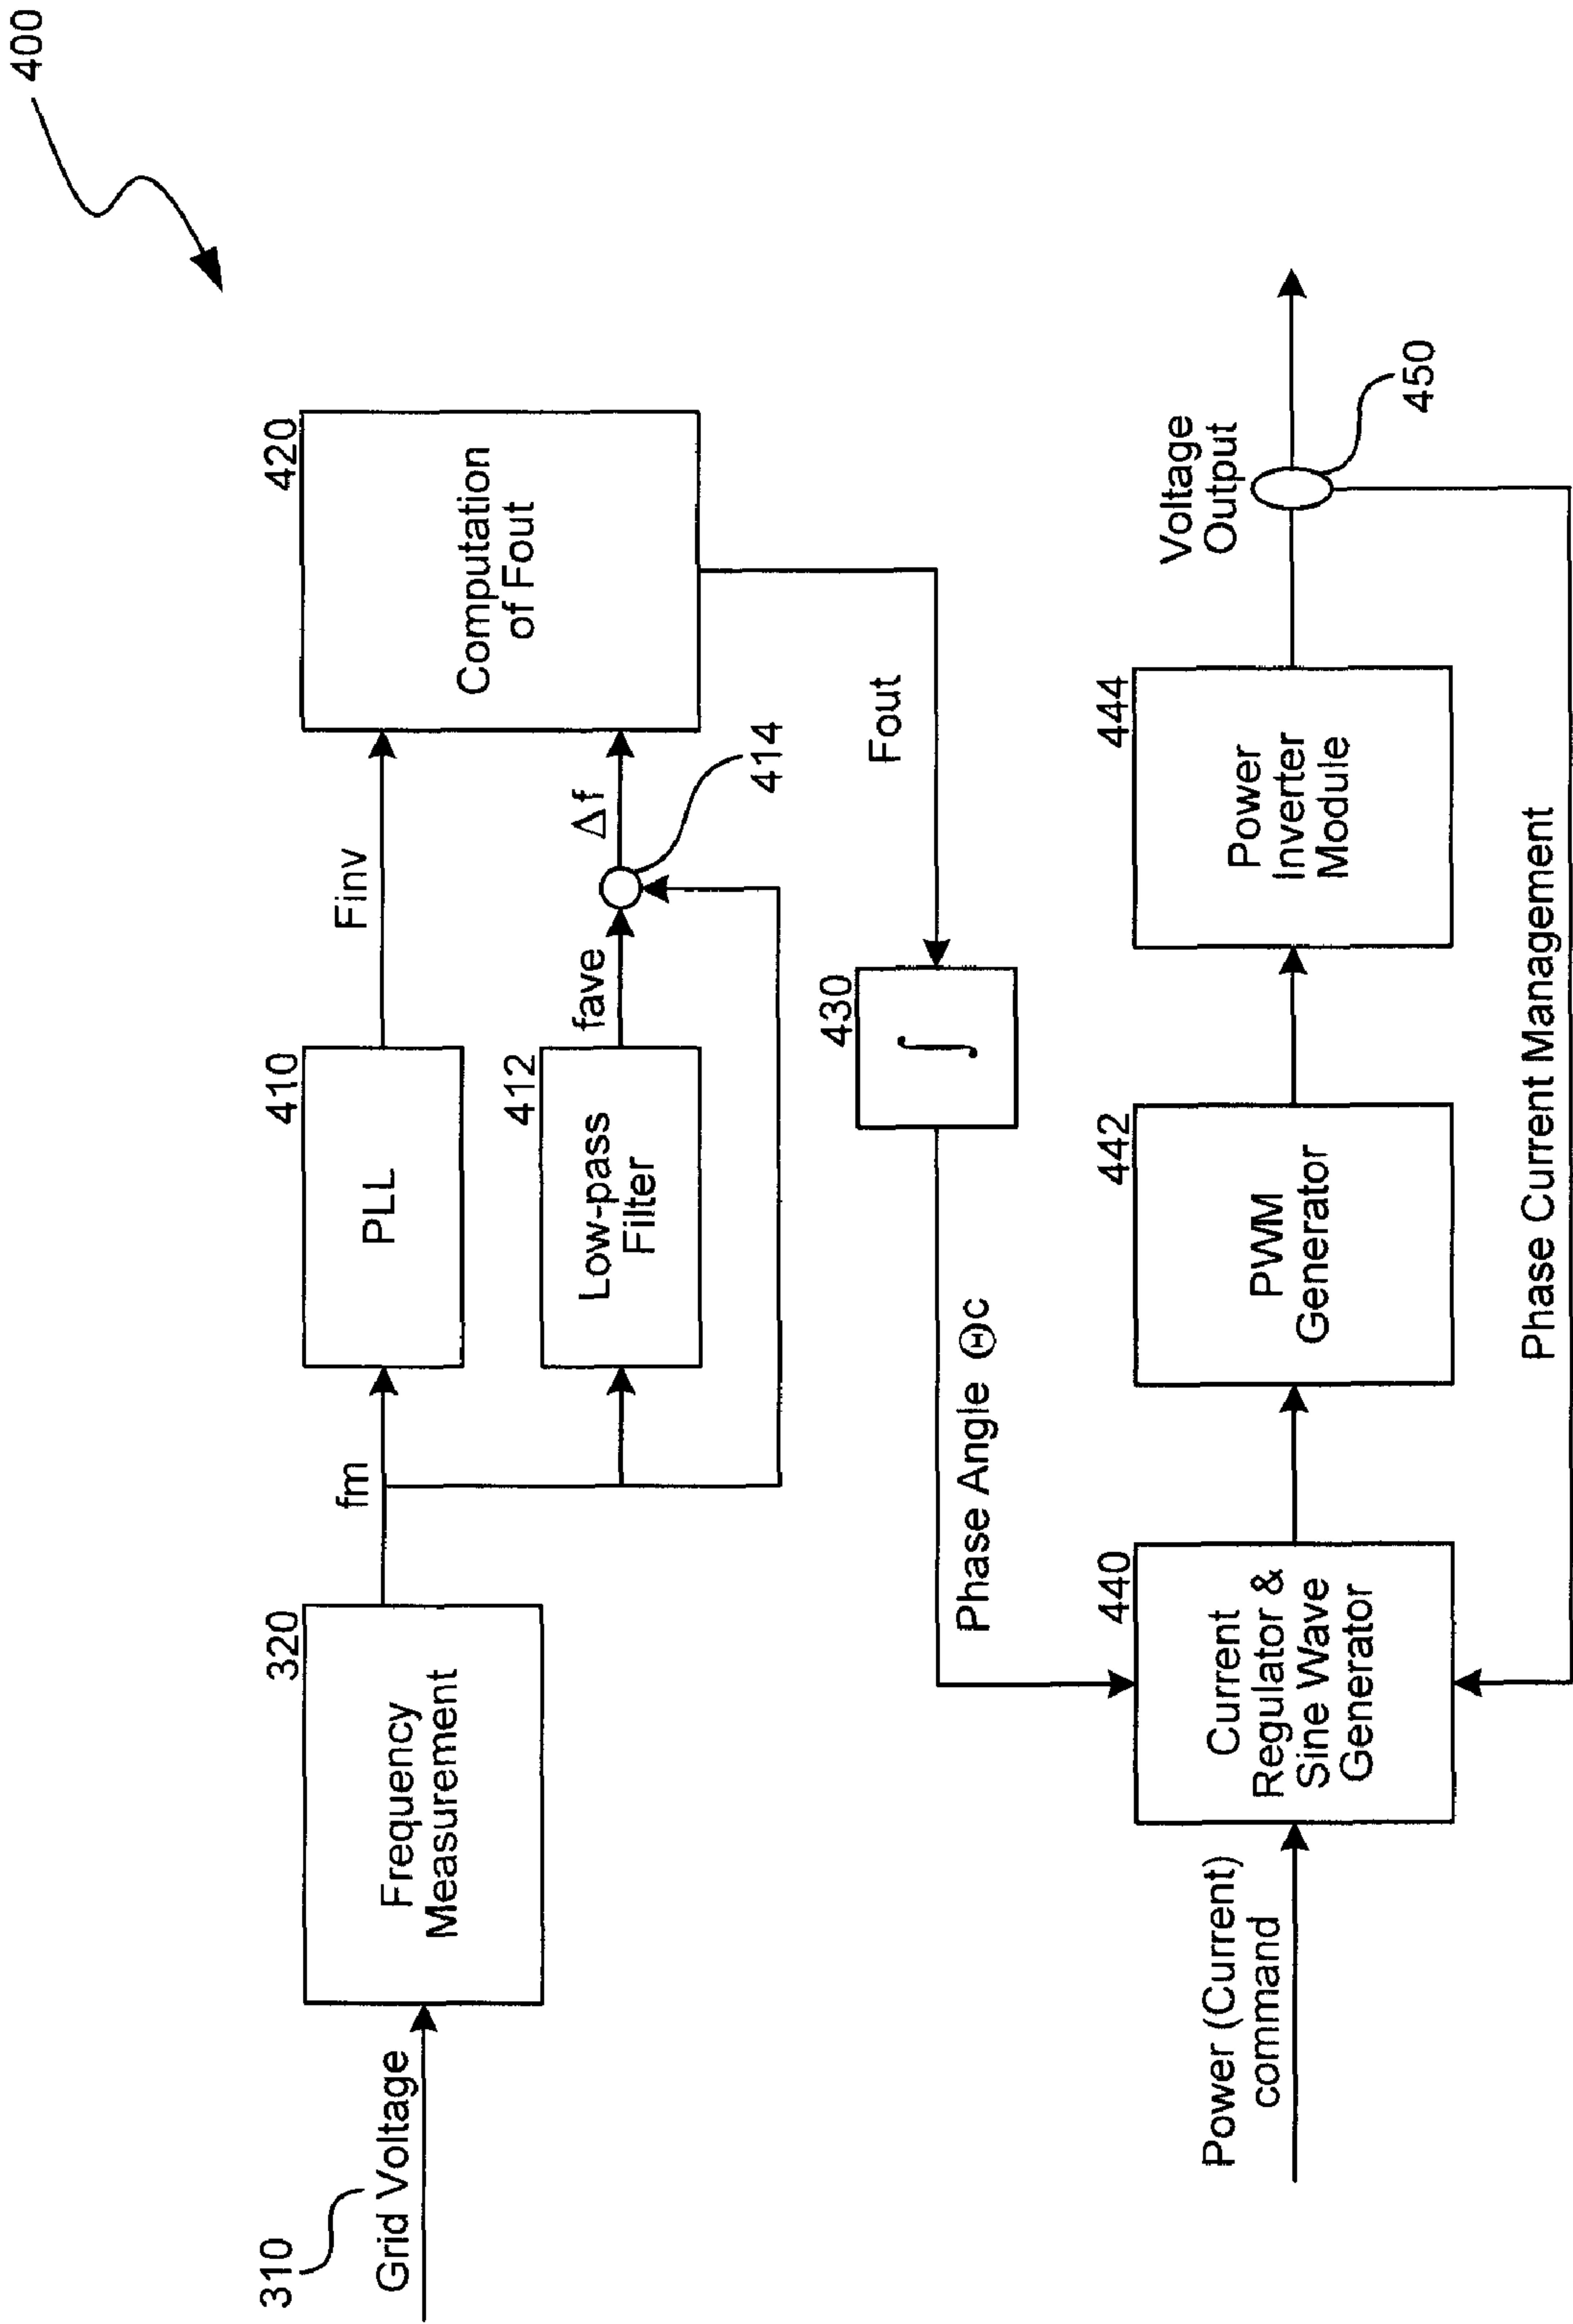 400
310
Grid Voltage
320
Frequency
Measurement
fm
410
PLL
Finv
412
Low-pass
Filter
fave
Δf
414
420
Computation
of Fout
Fout
430
∫
Phase Angle Θc
Power (Current)
command
440
Current
Regulator &
Sine Wave
Generator
442
PWM
Generator
444
Power
Inverter
Module
Voltage
Output
450
Phase Current Management